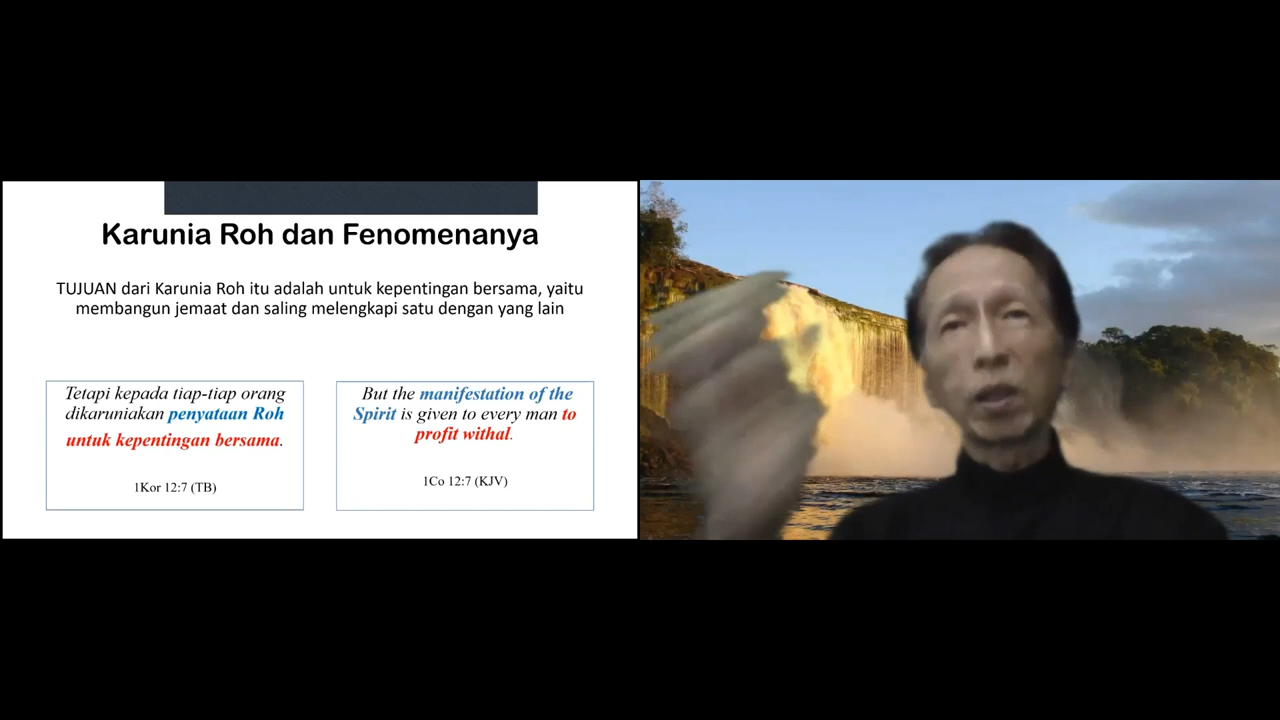 Karunia Roh dan Fenomenanya
TUJUAN dari Karunia Roh itu adalah untuk kepentingan bersama, yaitu
membangun jemaat dan saling melengkapi satu dengan yang lain
Tetapi kepada tiap-tiap orang
dikaruniakan penyataan Roh
untuk kepentingan bersama.
1Kor 12:7 (TB)
But the manifestation of the
Spirit is given to every man to
profit withal.
1Co 12:7 (KJV)